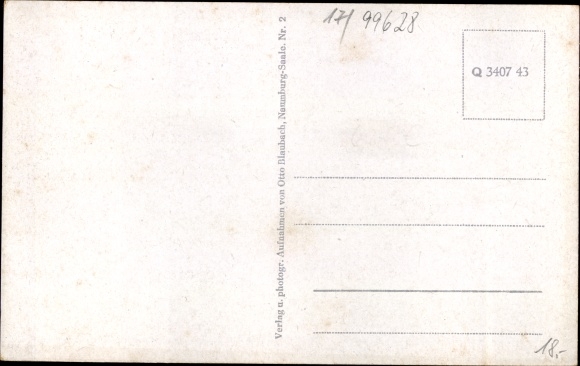 17/ 99628
Q 3407 43
Verlag u. photogr. Aufnahmen von Otto Blaubach, Naumburg-Saale. Nr. 2
18.-